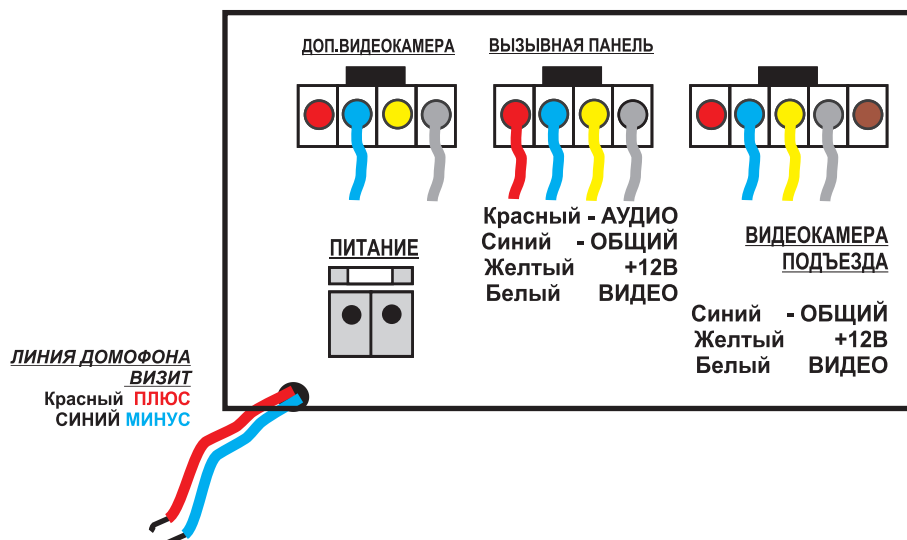 ДОП.ВИДЕОКАМЕРА
ВЫЗЫВНАЯ ПАНЕЛЬ
Красный - АУДИО
Синий - ОБЩИЙ
Желтый +12В
Белый ВИДЕО
ВИДЕОКАМЕРА
ПОДЪЕЗДА
Синий - ОБЩИЙ
Желтый +12В
Белый ВИДЕО
ПИТАНИЕ
ЛИНИЯ ДОМОФОНА
ВИЗИТ
Красный ПЛЮС
СИНИЙ МИНУС